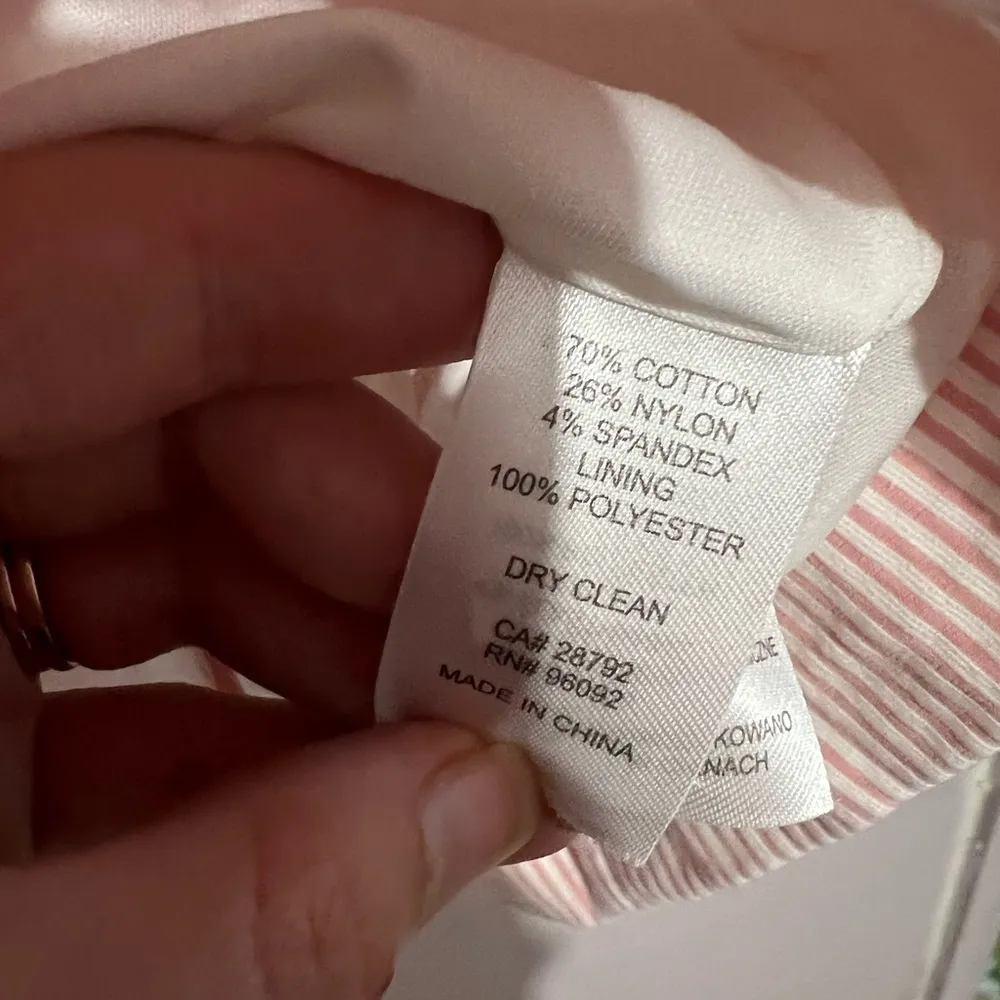 70% COTTON
26% NYLON
4% SPANDEX
LINING
100% POLYESTER
DRY CLEAN
CA# 28792
RN# 96092
MADE IN CHINA